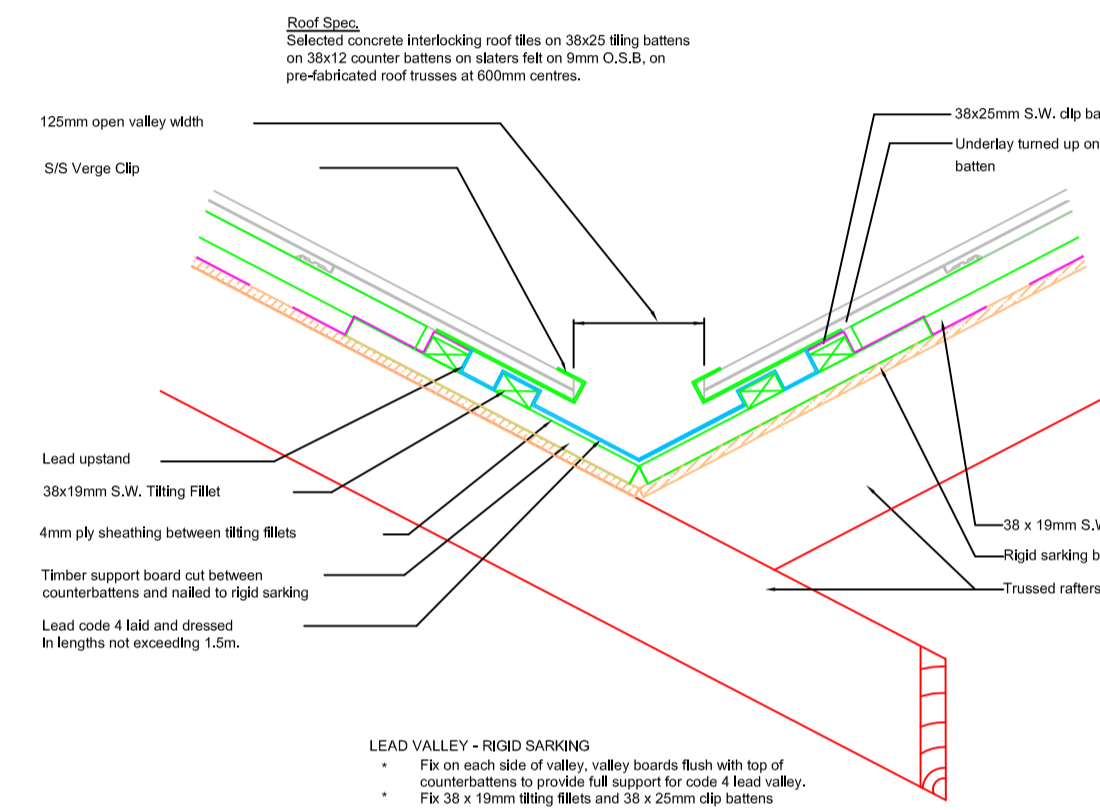 Roof Spec.
Selected concrete interlocking roof tiles on 38x25 tiling battens
on 38x12 counter battens on slaters felt on 9mm O.S.B, on
pre-fabricated roof trusses at 600mm centres.
125mm open valley width
S/S Verge Clip
38x25mm S.W. clip ba
Underlay turned up on
batten
Lead upstand
38x19mm S.W. Tilting Fillet
4mm ply sheathing between tilting fillets
Timber support board cut between
counterbattens and nailed to rigid sarking
Lead code 4 laid and dressed
In lengths not exceeding 1.5m.
38 x 19mm S.W
Rigid sarking b
Trussed rafters
LEAD VALLEY - RIGID SARKING
* Fix on each side of valley, valley boards flush with top of
counterbattens to provide full support for code 4 lead valley.
* Fix 38 x 19mm tilting fillets and 38 x 25mm clip battens